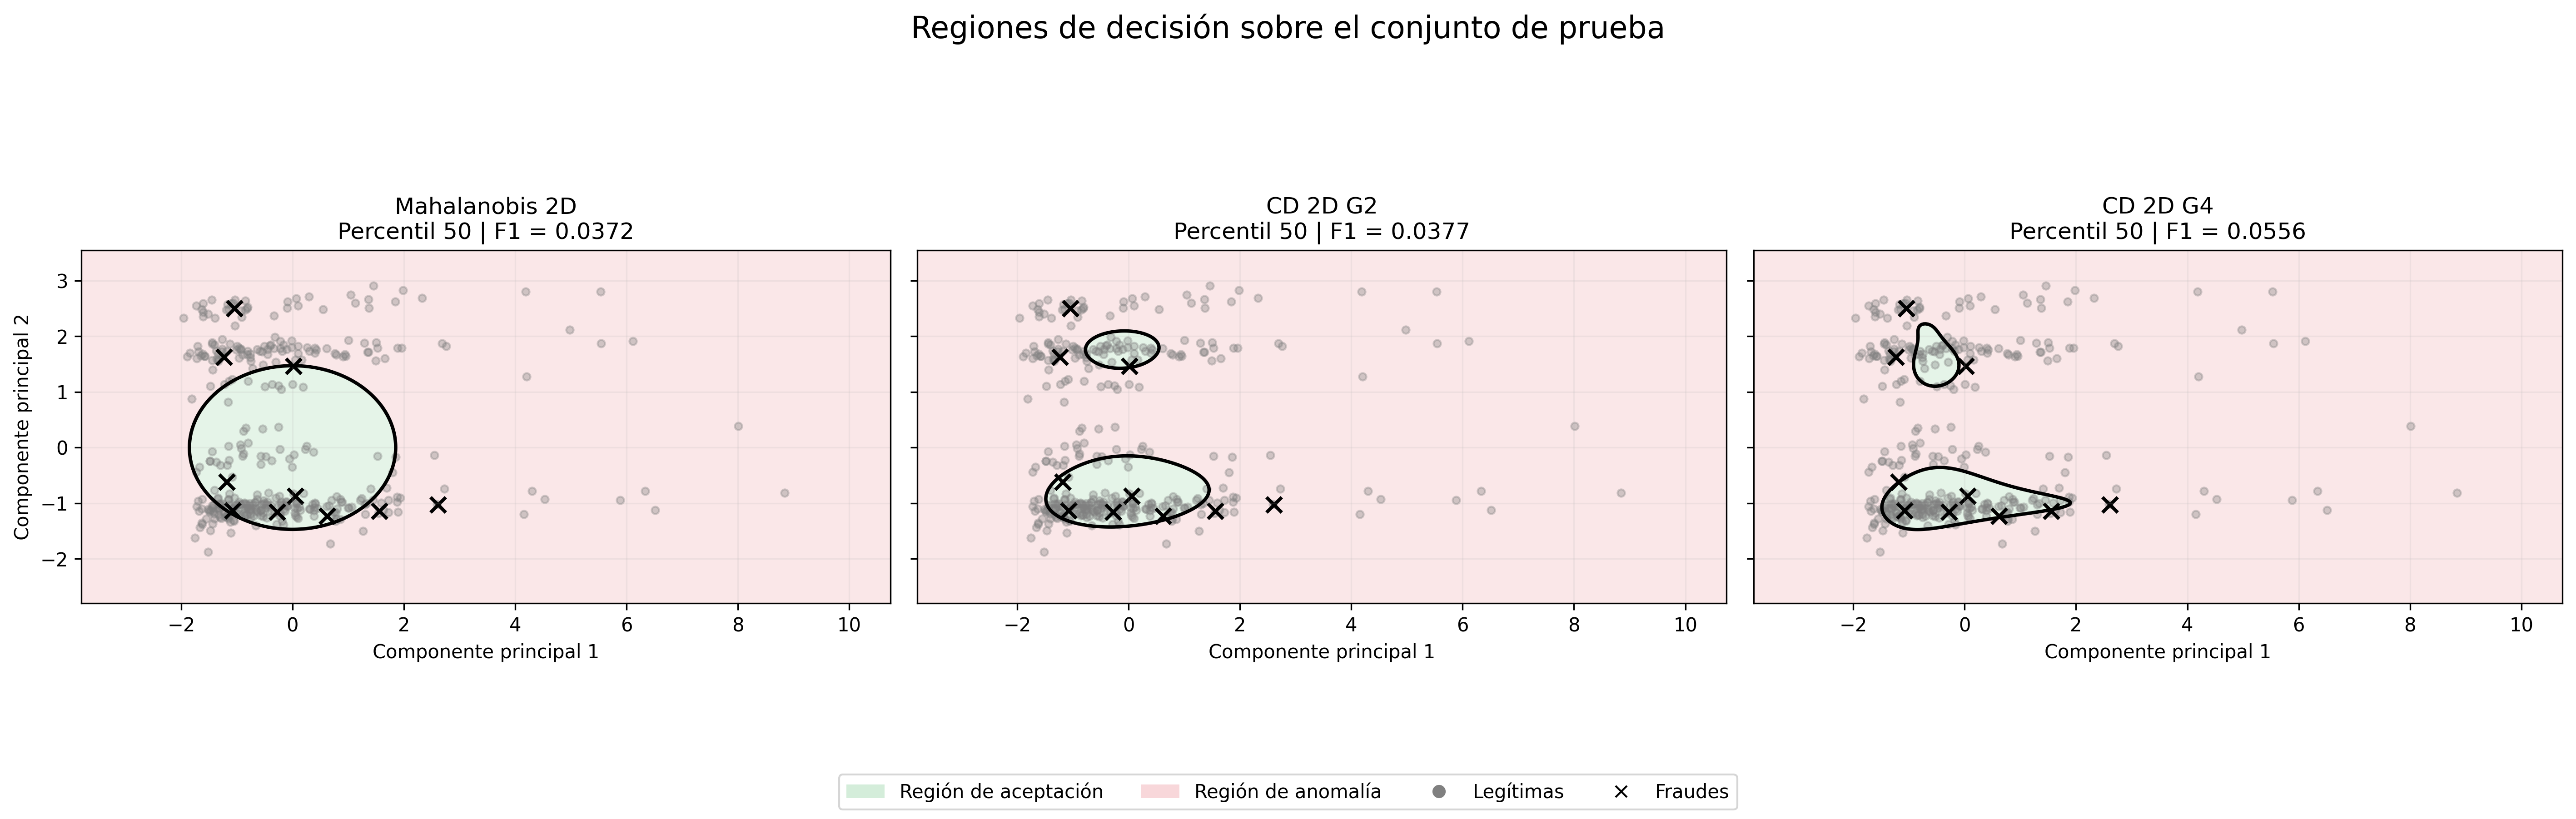 Regiones de decisión sobre el conjunto de prueba
Mahalanobis 2D
Percentil 50 | F1 = 0.0372
CD 2D G2
Percentil 50 | F1 = 0.0377
CD 2D G4
Percentil 50 | F1 = 0.0556
Componente principal 2
3
2
1
0
−1
−2
−2 0 2 4 6 8 10
−2 0 2 4 6 8 10
−2 0 2 4 6 8 10
Componente principal 1
Componente principal 1
Componente principal 1
Región de aceptación
Región de anomalía
Legítimas
Fraudes